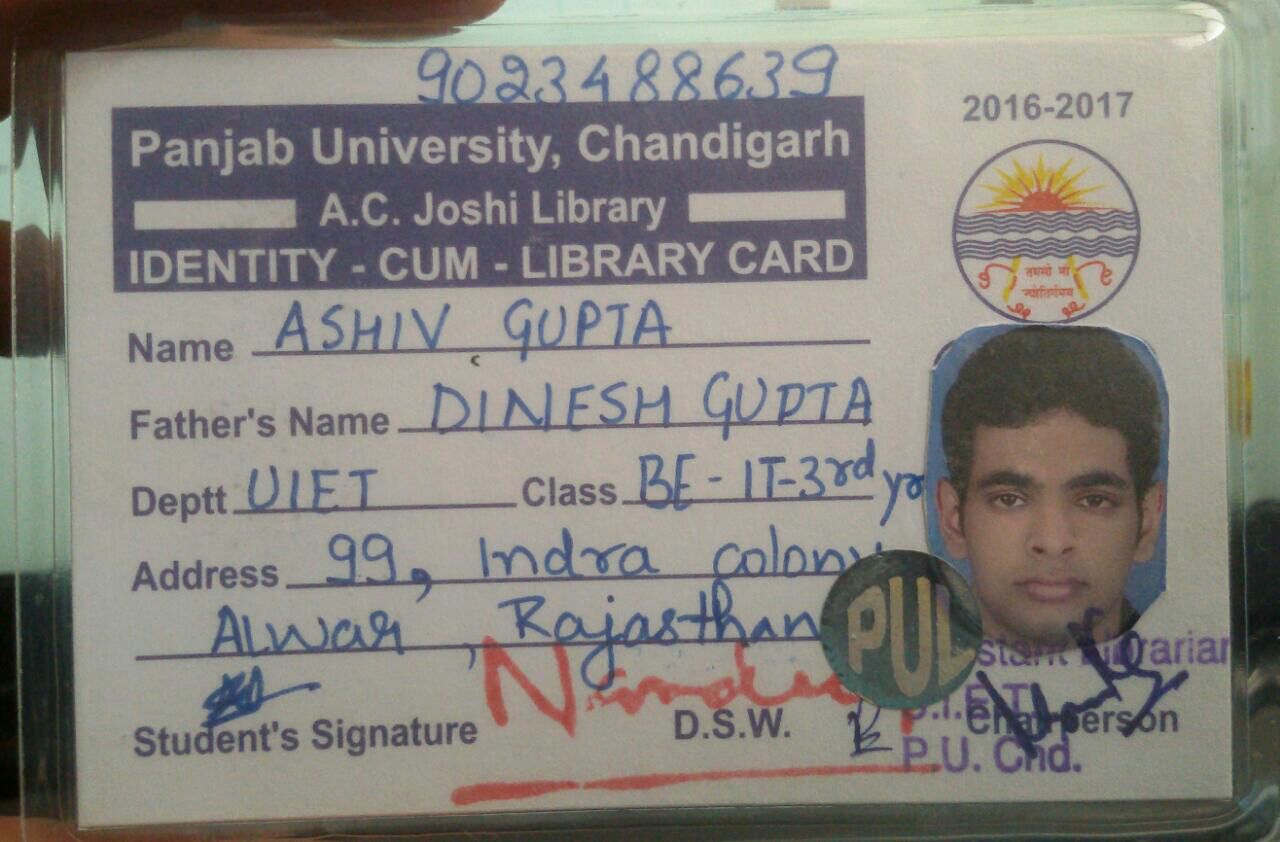 9023488639
2016-2017
Panjab University, Chandigarh
A.C. Joshi Library
IDENTITY - CUM - LIBRARY CARD
तमसो मा
ज्योतिर्गमय
Name ASHIV GUPTA
Father's Name DINESH GUPTA
Deptt UIET Class BE - IT-3rd yr
Address 99, Indra colony
Alwar, Rajasthan
PUL
Librarian
Student's Signature D.S.W. Chairperson
P.U. Chd.